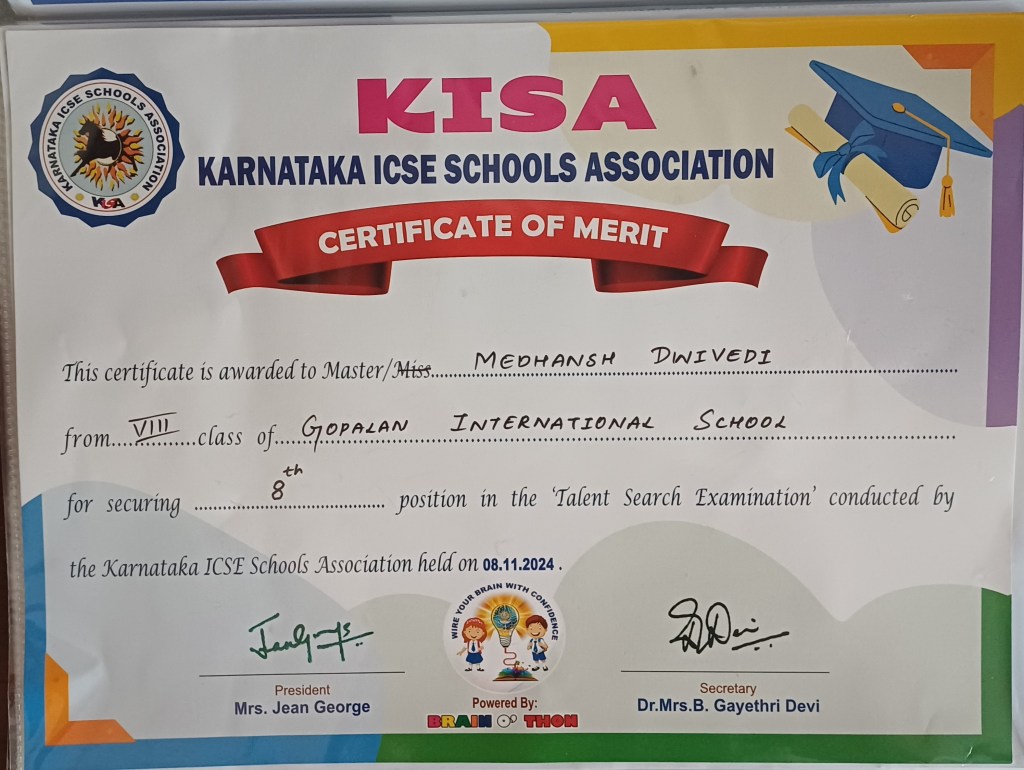 KARNATAKA ICSE SCHOOLS ASSOCIATION
KISA
KISA
KARNATAKA ICSE SCHOOLS ASSOCIATION
CERTIFICATE OF MERIT
This certificate is awarded to Master/Miss....MEDHANSH DWIVEDI....
from....VIII....class of....GOPALAN INTERNATIONAL SCHOOL....
for securing ....8th.... position in the 'Talent Search Examination' conducted by
the Karnataka ICSE Schools Association held on 08.11.2024 .
WIRE YOUR BRAIN WITH CONFIDENCE
President
Mrs. Jean George
Powered By:
BRAIN O' THON
Secretary
Dr.Mrs.B. Gayethri Devi